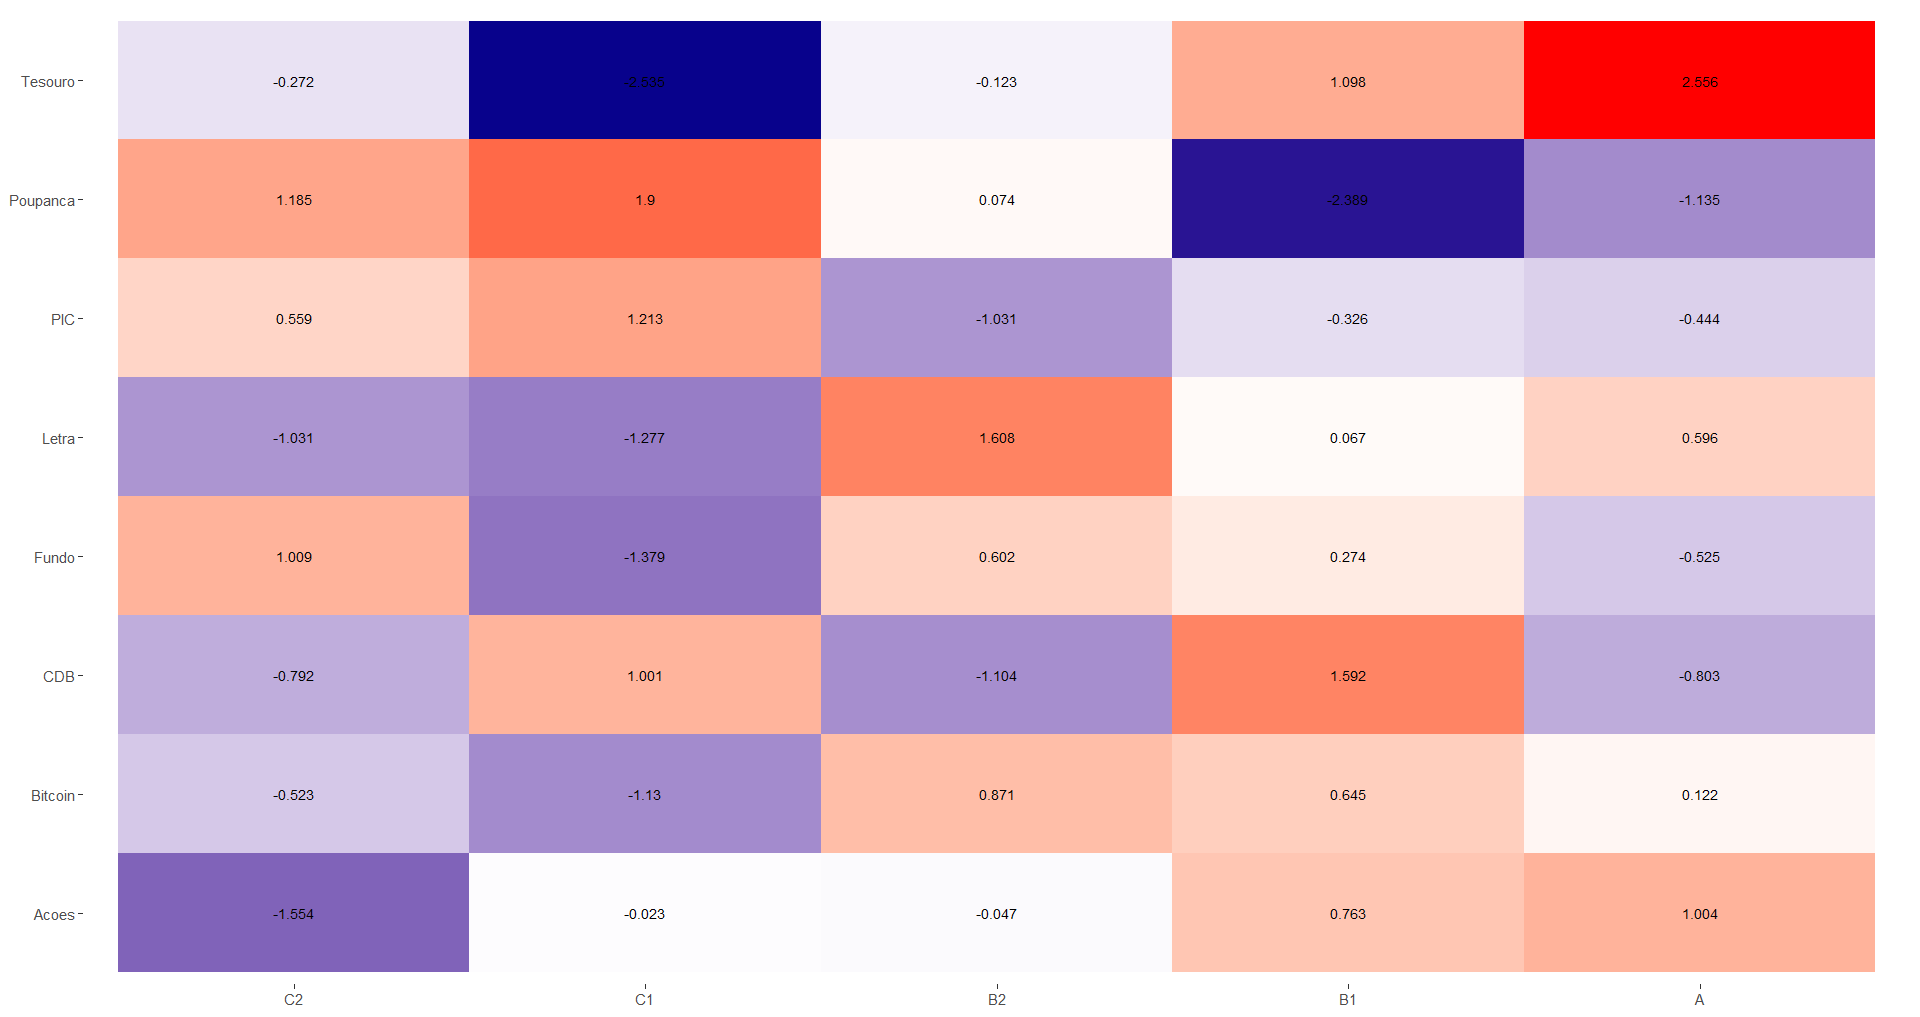 Tesouro -0.272 -2.535 -0.123 1.098 2.556
Poupanca 1.185 1.9 0.074 -2.389 -1.135
PIC 0.559 1.213 -1.031 -0.326 -0.444
Letra -1.031 -1.277 1.608 0.067 0.596
Fundo 1.009 -1.379 0.602 0.274 -0.525
CDB -0.792 1.001 -1.104 1.592 -0.803
Bitcoin -0.523 -1.13 0.871 0.645 0.122
Acoes -1.554 -0.023 -0.047 0.763 1.004
C2 C1 B2 B1 A